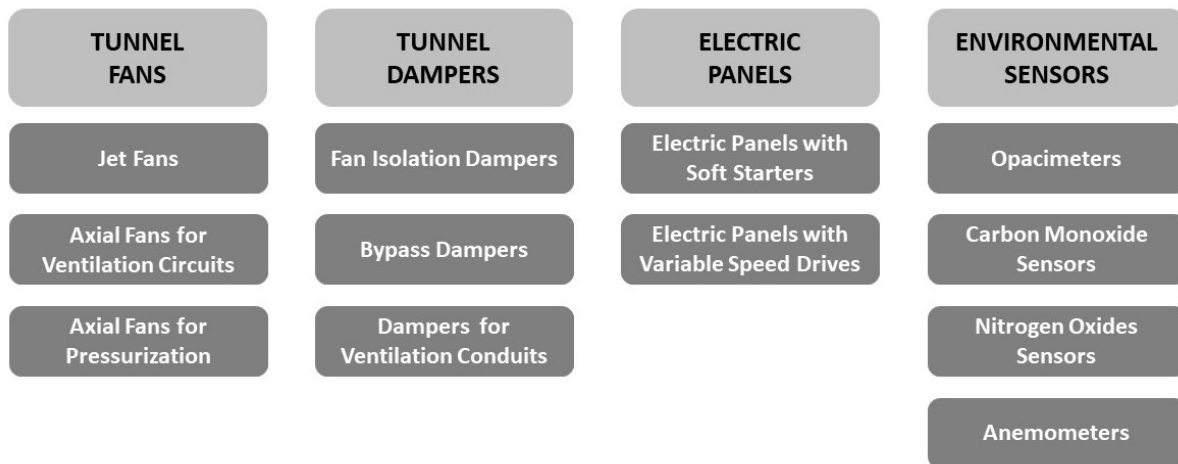 TUNNEL
FANS
Jet Fans
Axial Fans for
Ventilation Circuits
Axial Fans for
Pressurization
TUNNEL
DAMPERS
Fan Isolation Dampers
Bypass Dampers
Dampers for
Ventilation Conduits
ELECTRIC
PANELS
Electric Panels with
Soft Starters
Electric Panels with
Variable Speed Drives
ENVIRONMENTAL
SENSORS
Opacimeters
Carbon Monoxide
Sensors
Nitrogen Oxides
Sensors
Anemometers